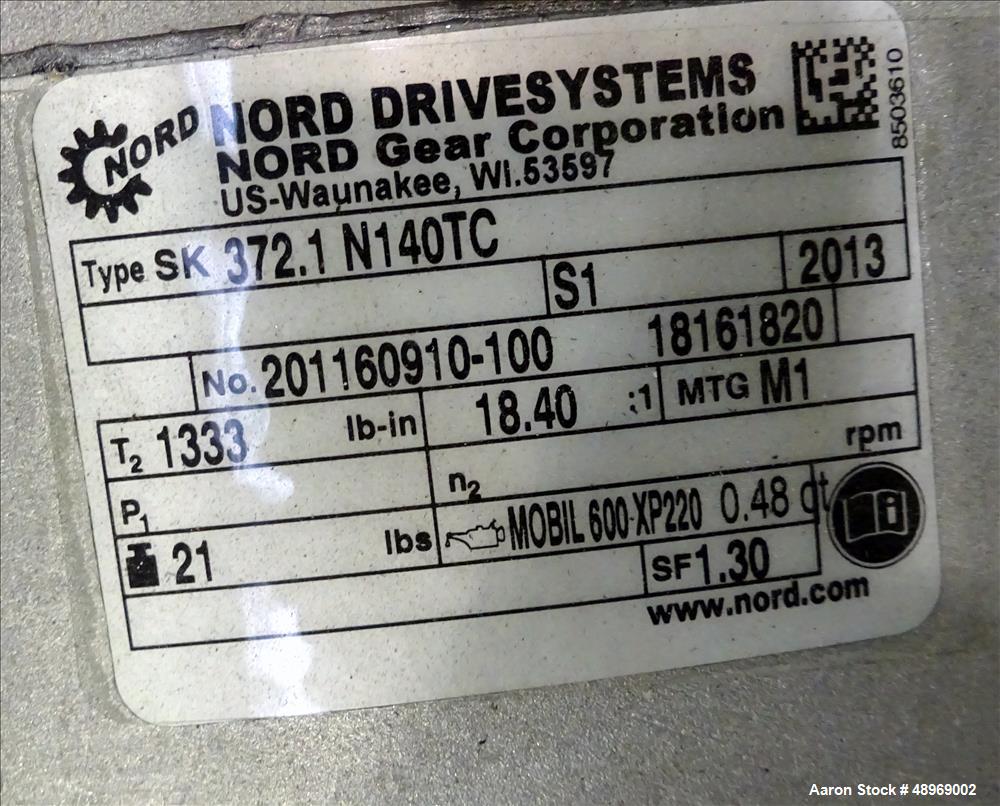 NORD
NORD DRIVESYSTEMS
NORD Gear Corporation
US-Waunakee, WI.53597
8503610
Type SK 372.1 N140TC
S1 2013
No. 201160910-100 18161820
T2 1333 lb-in 18.40 :1 MTG M1
P1 n2 rpm
21 lbs MOBIL 600-XP220 0.48 qt
SF 1.30
www.nord.com
Aaron Stock # 48969002